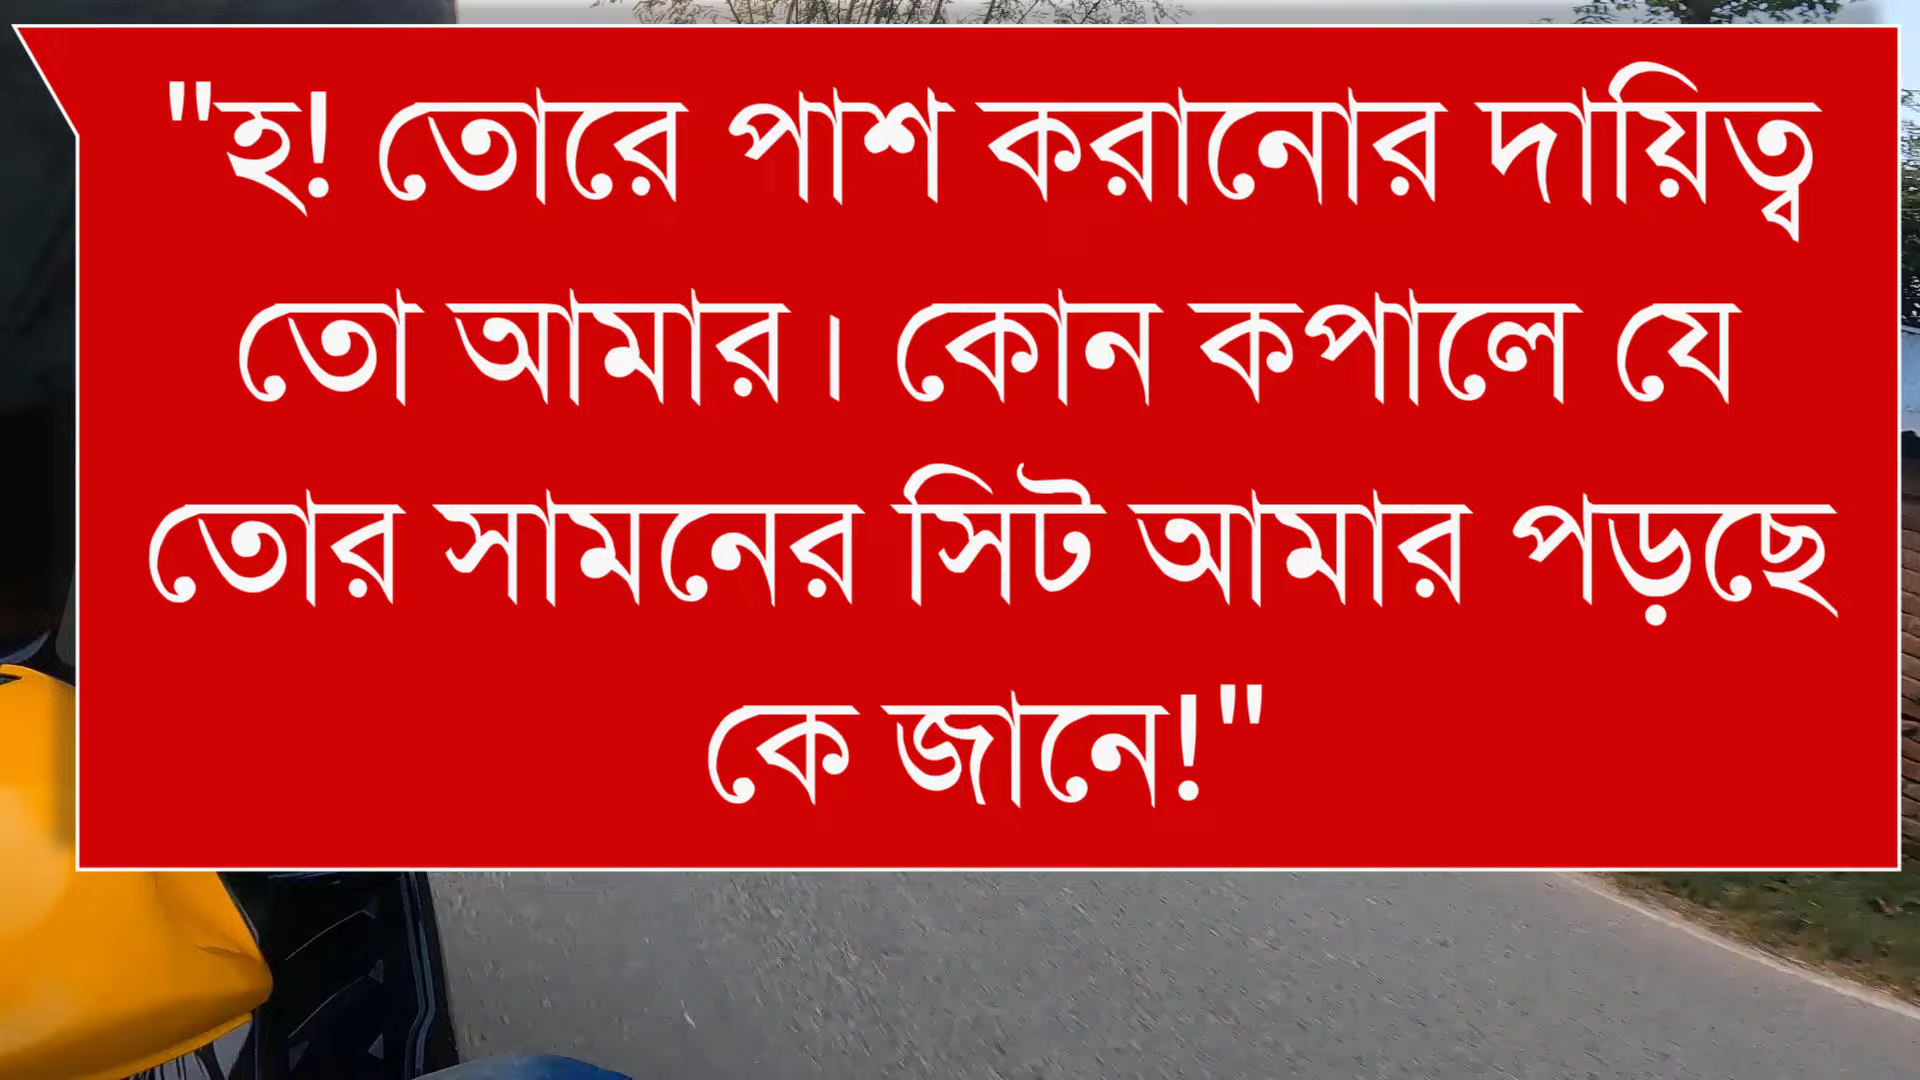 "হ! তোরে পাশ করানোর দায়িত্ব
তো আমার। কোন কপালে যে
তোর সামনের সিট আমার পড়ছে
কে জানে!"